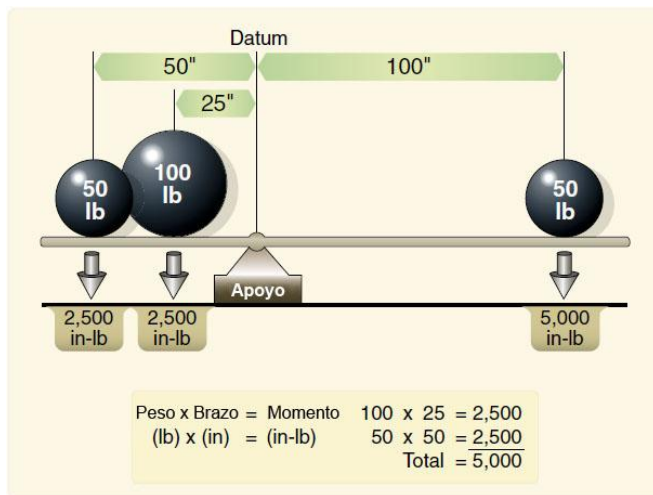 Datum
50"
100"
25"
50
lb
100
lb
50
lb
Apoyo
2,500
in-lb
2,500
in-lb
5,000
in-lb
Peso x Brazo = Momento 100 x 25 = 2,500
(lb) x (in) = (in-lb) 50 x 50 = 2,500
Total = 5,000